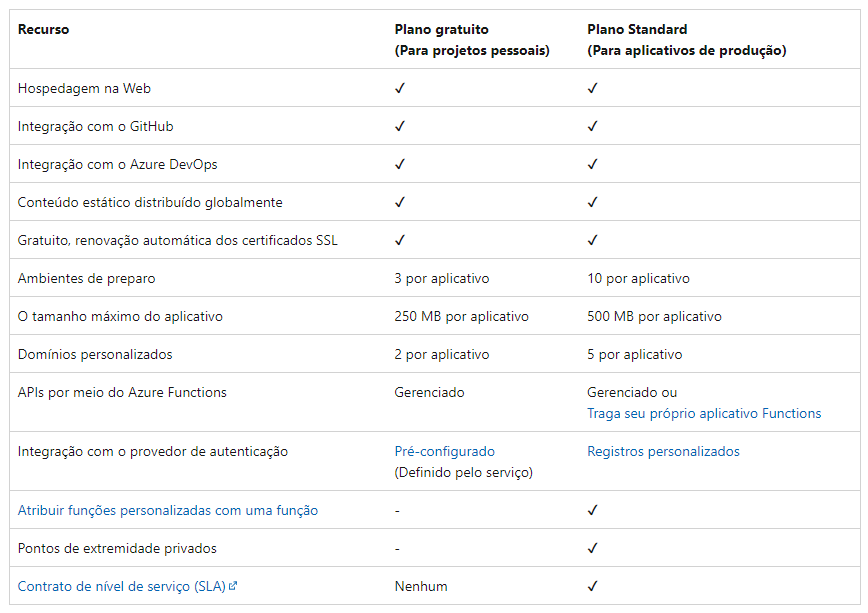 Recurso Plano gratuito Plano Standard
(Para projetos pessoais) (Para aplicativos de produção)
Hospedagem na Web ✓ ✓
Integração com o GitHub ✓ ✓
Integração com o Azure DevOps ✓ ✓
Conteúdo estático distribuído globalmente ✓ ✓
Gratuito, renovação automática dos certificados SSL ✓ ✓
Ambientes de preparo 3 por aplicativo 10 por aplicativo
O tamanho máximo do aplicativo 250 MB por aplicativo 500 MB por aplicativo
Domínios personalizados 2 por aplicativo 5 por aplicativo
APIs por meio do Azure Functions Gerenciado Gerenciado ou
Traga seu próprio aplicativo Functions
Integração com o provedor de autenticação Pré-configurado Registros personalizados
(Definido pelo serviço)
Atribuir funções personalizadas com uma função - ✓
Pontos de extremidade privados - ✓
Contrato de nível de serviço (SLA) Nenhum ✓